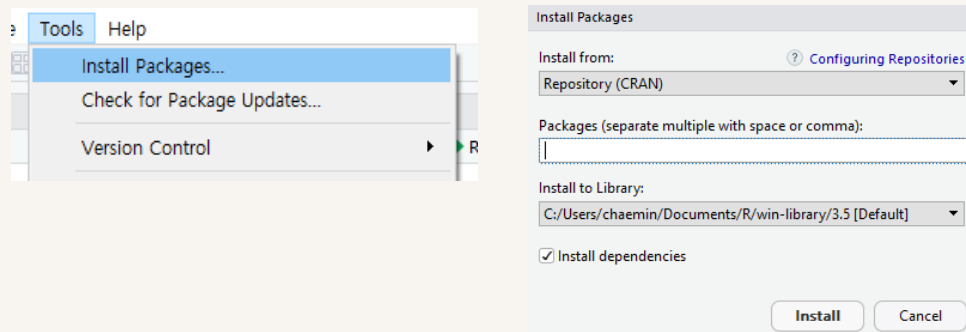 Tools Help
Install Packages...
Check for Package Updates...
Version Control
R
Install Packages
Install from:
Configuring Repositories
Repository (CRAN)
Packages (separate multiple with space or comma):
Install to Library:
C:/Users/chaemin/Documents/R/win-library/3.5 [Default]
Install dependencies
Install Cancel